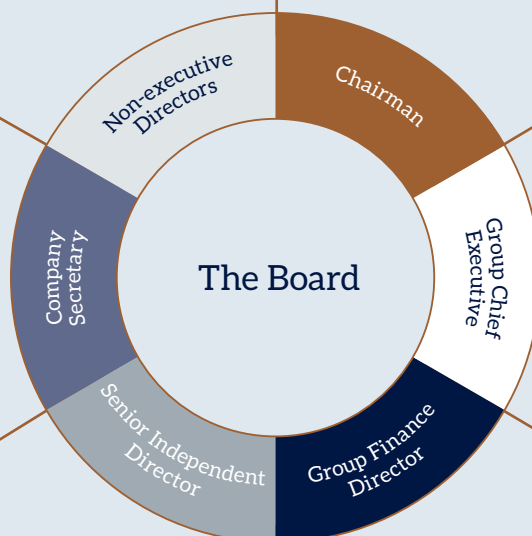 Non-executive
Directors
Chairman
Group Chief
Executive
The Board
Company
Secretary
Senior Independent
Director
Group Finance
Director